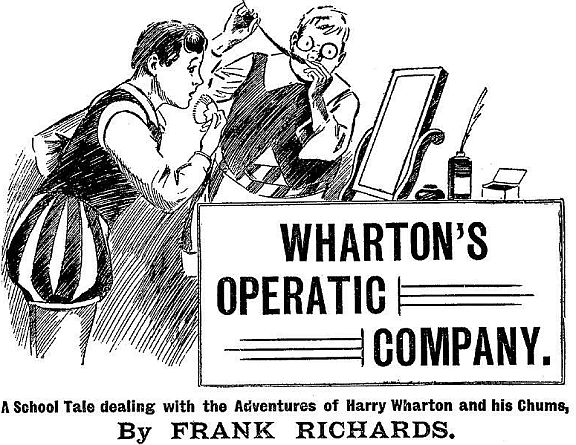 WHARTON'S
OPERATIC
COMPANY.
A School Tale dealing with the Adventures of Harry Wharton and his Chums,
By FRANK RICHARDS.